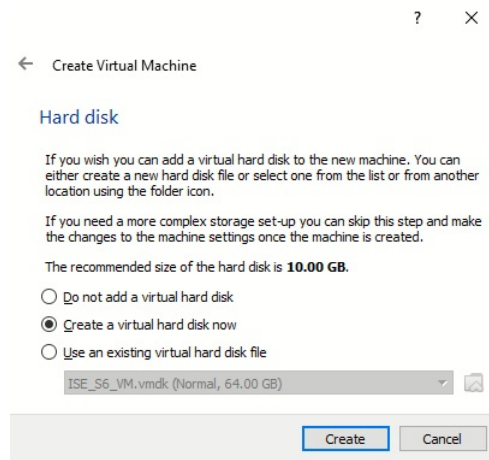 ?
Create Virtual Machine
Hard disk
If you wish you can add a virtual hard disk to the new machine. You can
either create a new hard disk file or select one from the list or from another
location using the folder icon.
If you need a more complex storage set-up you can skip this step and make
the changes to the machine settings once the machine is created.
The recommended size of the hard disk is 10.00 GB.
Do not add a virtual hard disk
Create a virtual hard disk now
Use an existing virtual hard disk file
ISE_S6_VM.vmdk (Normal, 64.00 GB)
Create Cancel